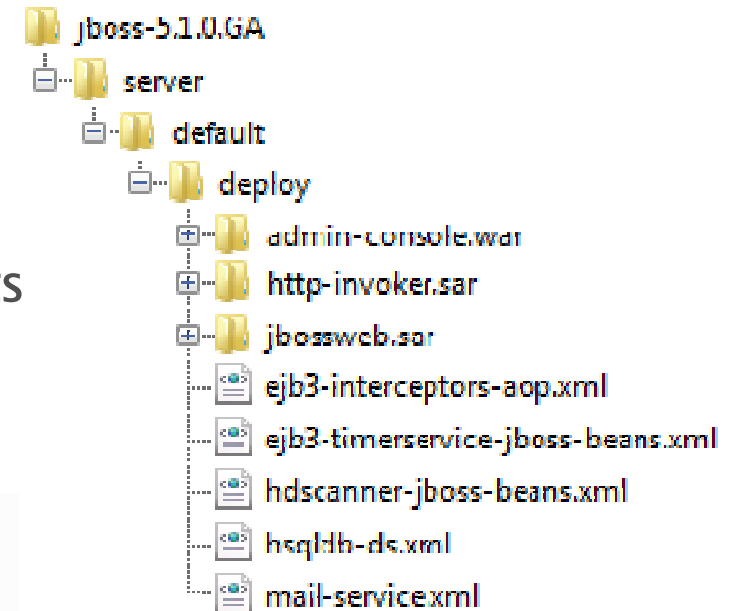 jboss-5.1.0.GA
server
default
deploy
admin-console.war
ts
http-invoker.sar
jbossweb.sar
ejb3-interceptors-aop.xml
ejb3-timerservice-jboss-beans.xml
hdscanner-jboss-beans.xml
hsqldb-ds.xml
mail-service.xml